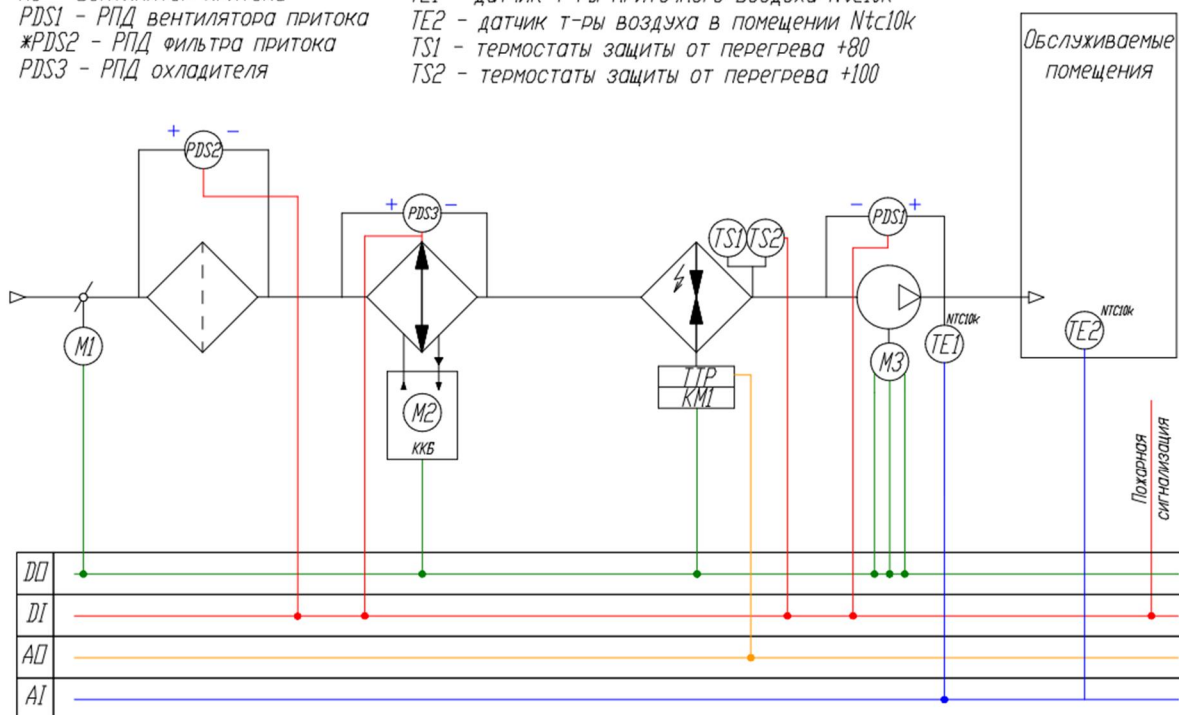 PDS1 - РПД вентилятора притока
*PDS2 - РПД фильтра притока
PDS3 - РПД охладителя
TE2 - датчик т-ры воздуха в помещении Ntc10k
TS1 - термостаты защиты от перегрева +80
TS2 - термостаты защиты от перегрева +100
Обслуживаемые
помещения
+ PDS2 -
+ PDS3 -
TS1 TS2
- PDS1 +
M1
M2
ККБ
ТТР
КМ1
M3
NTC10k
TE1
NTC10k
TE2
Пожарная
сигнализация
DO
DI
AO
AI